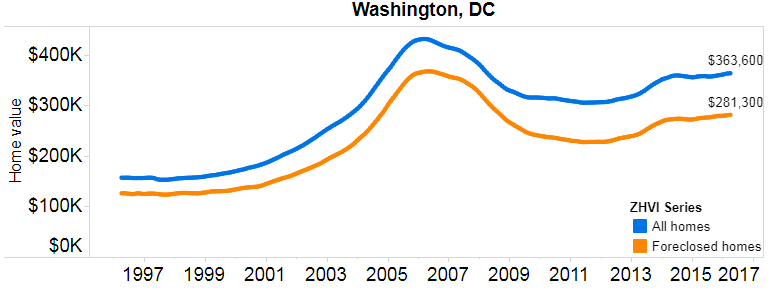 Washington, DC
$400K
$300K
$200K
$100K
$0K
Home value
$363,600
$281,300
ZHVI Series
All homes
Foreclosed homes
1997 1999 2001 2003 2005 2007 2009 2011 2013 2015 2017